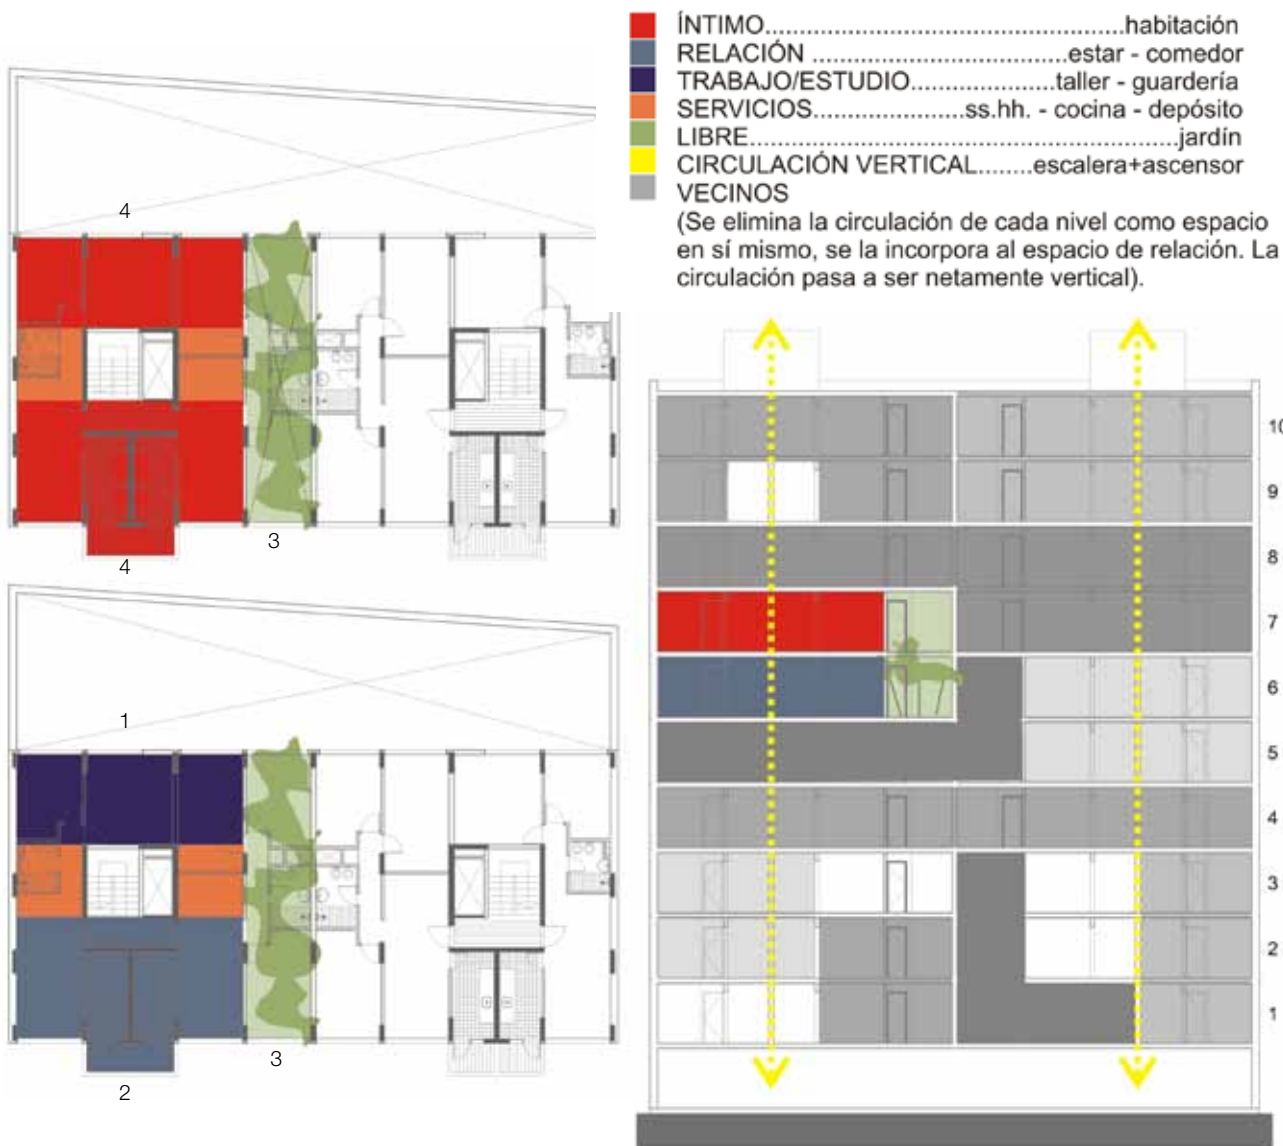 ÍNTIMO.....................................................habitación
RELACIÓN ......................................estar - comedor
TRABAJO/ESTUDIO.....................taller - guardería
SERVICIOS......................ss.hh. - cocina - depósito
LIBRE...............................................................jardín
CIRCULACIÓN VERTICAL........escalera+ascensor
VECINOS
(Se elimina la circulación de cada nivel como espacio
en sí mismo, se la incorpora al espacio de relación. La
circulación pasa a ser netamente vertical).
4
3
4
1
3
2
10
9
8
7
6
5
4
3
2
1